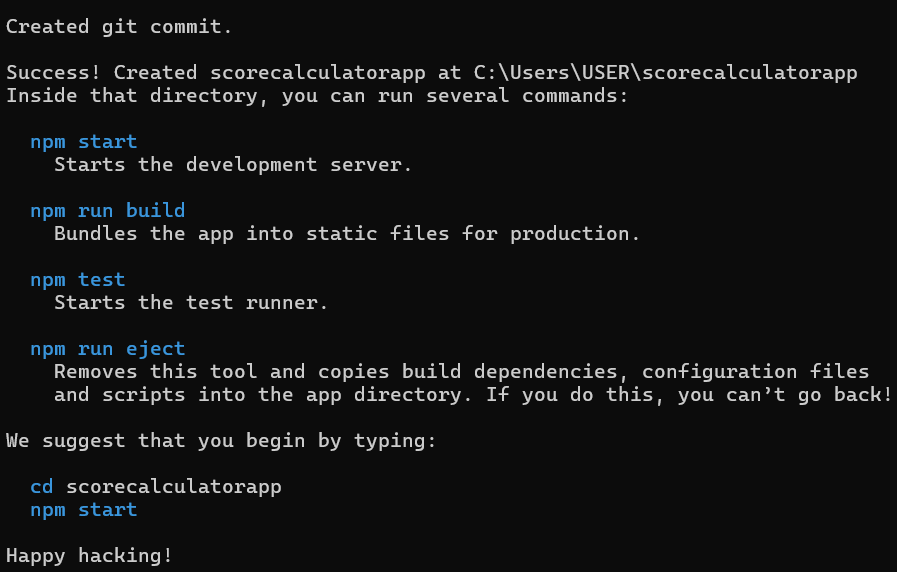 Created git commit.
Success! Created scorecalculatorapp at C:\Users\USER\scorecalculatorapp
Inside that directory, you can run several commands:
npm start
Starts the development server.
npm run build
Bundles the app into static files for production.
npm test
Starts the test runner.
npm run eject
Removes this tool and copies build dependencies, configuration files
and scripts into the app directory. If you do this, you can’t go back!
We suggest that you begin by typing:
cd scorecalculatorapp
npm start
Happy hacking!